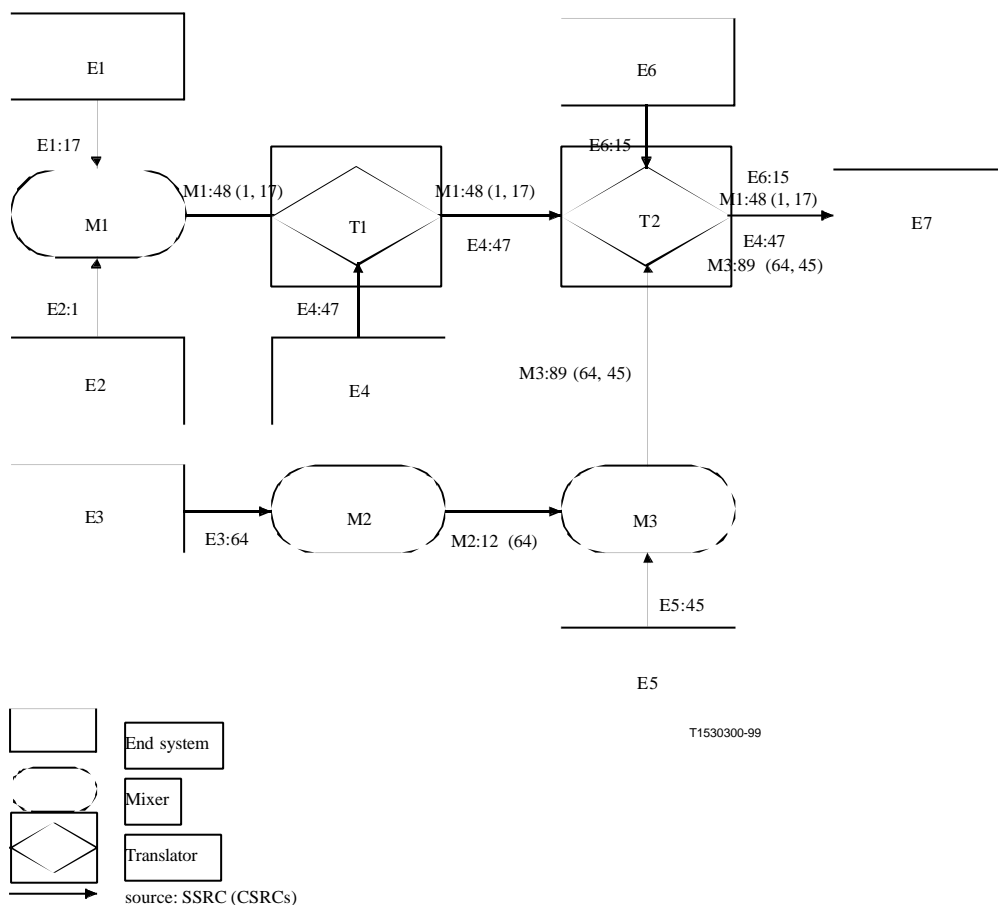 E1
E6
E1:17
E6:15
E6:15
M1:48 (1, 17)
M1:48 (1, 17)
M1:48 (1, 17)
M1
T1
T2
E7
E4:47
E4:47
M3:89 (64, 45)
E2:1
E4:47
E2
E4
M3:89 (64, 45)
E3
M2
M3
E3:64
M2:12 (64)
E5:45
E5
T1530300-99
End system
Mixer
Translator
source: SSRC (CSRCs)